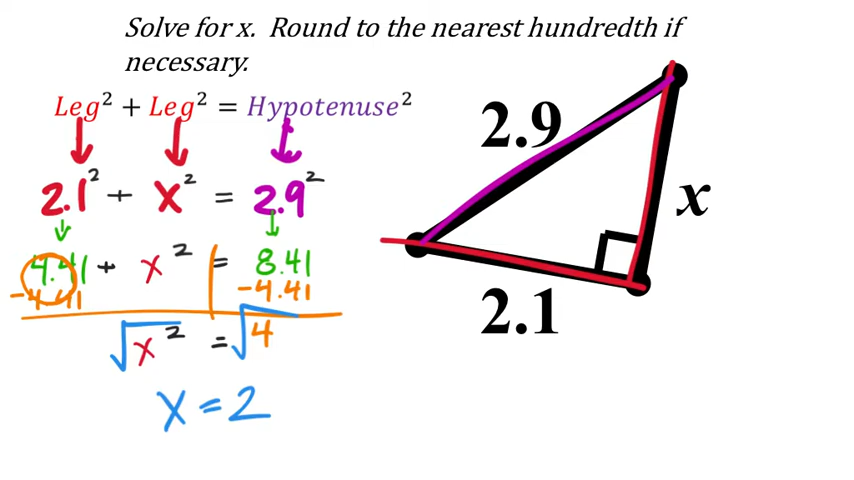 Solve for x. Round to the nearest hundredth if
necessary.
Leg² + Leg² = Hypotenuse²
2.1² + x² = 2.9²
4.41 + x² = 8.41
-4.41 -4.41
√x² = √4
x = 2
2.9
x
2.1